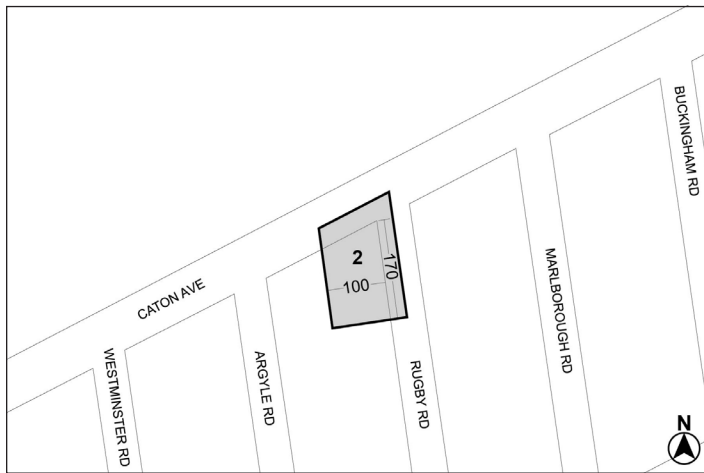 BUCKINGHAM RD
2
170
100
MARLBOROUGH RD
CATON AVE
WESTMINSTER RD
ARGYLE RD
RUGBY RD
N